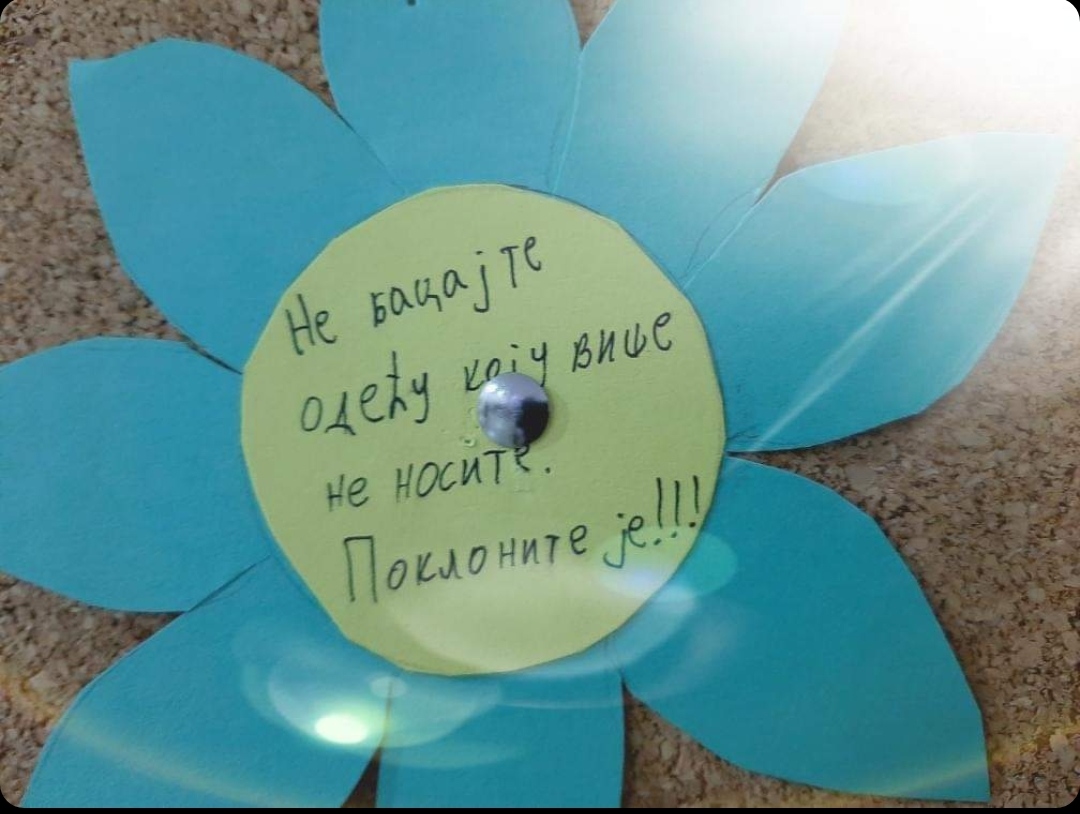 Не бацајте
одећу коју више
не носите.
Поклоните је!!!